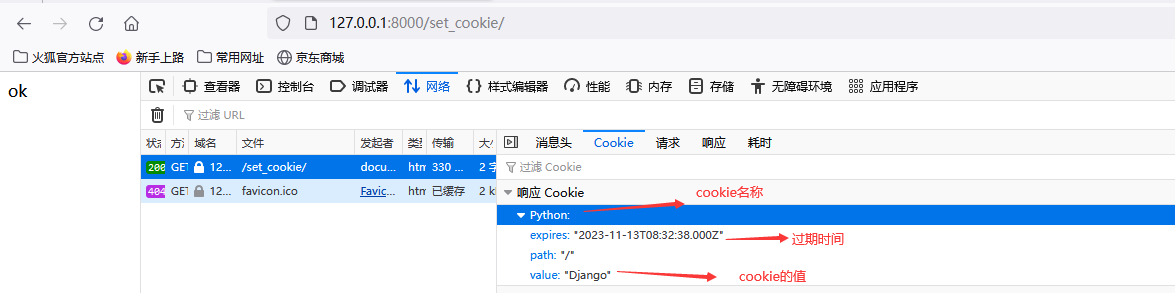 127.0.0.1:8000/set_cookie/
火狐官方站点 新手上路 常用网址 京东商城
ok
查看器 控制台 调试器 网络 样式编辑器 性能 内存 存储 无障碍环境 应用程序
过滤 URL
状态 方 域名 文件 发起者 类型 传输 大小 消息头 Cookie 请求 响应 耗时
200 GET 12... /set_cookie/ docu... htm 330 ... 2 字 过滤 Cookie
404 GET 12... favicon.ico Favic... htm 已缓存 2 k
响应 Cookie cookie名称
Python:
expires: "2023-11-13T08:32:38.000Z" 过期时间
path: "/"
value: "Django" cookie的值